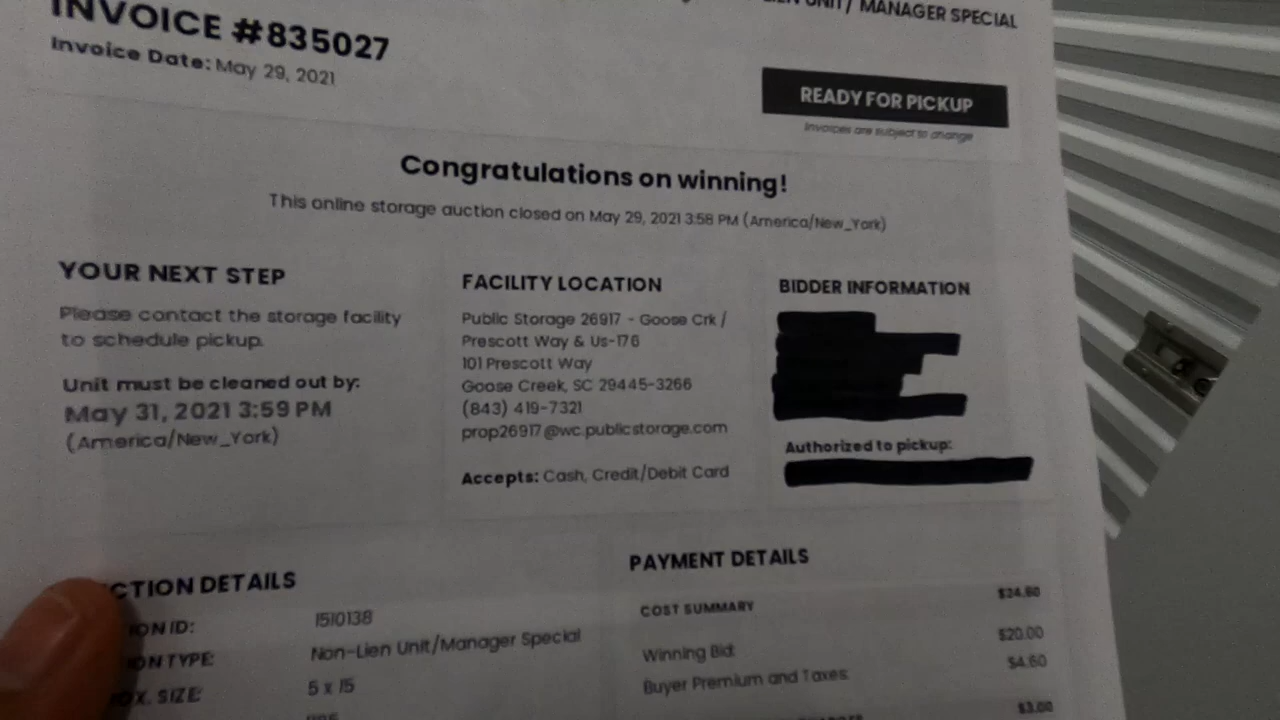 UNIT/ MANAGER SPECIAL
INVOICE #835027
Invoice Date: May 29, 2021
READY FOR PICKUP
Invoices are subject to change
Congratulations on winning!
This online storage auction closed on May 29, 2021 3:58 PM (America/New_York)
YOUR NEXT STEP
Please contact the storage facility
to schedule pickup.
Unit must be cleaned out by:
May 31, 2021 3:59 PM
(America/New_York)
FACILITY LOCATION
Public Storage 26917 - Goose Crk /
Prescott Way & Us-176
101 Prescott Way
Goose Creek, SC 29445-3266
(843) 419-7321
prop26917@wc.publicstorage.com
Accepts: Cash, Credit/Debit Card
BIDDER INFORMATION
Authorized to pickup:
CTION DETAILS
ION ID: 1510138
ION TYPE: Non-Lien Unit/Manager Special
OX. SIZE: 5 x 15
PAYMENT DETAILS
COST SUMMARY $24.60
Winning Bid: $20.00
Buyer Premium and Taxes: $4.60
$3.00